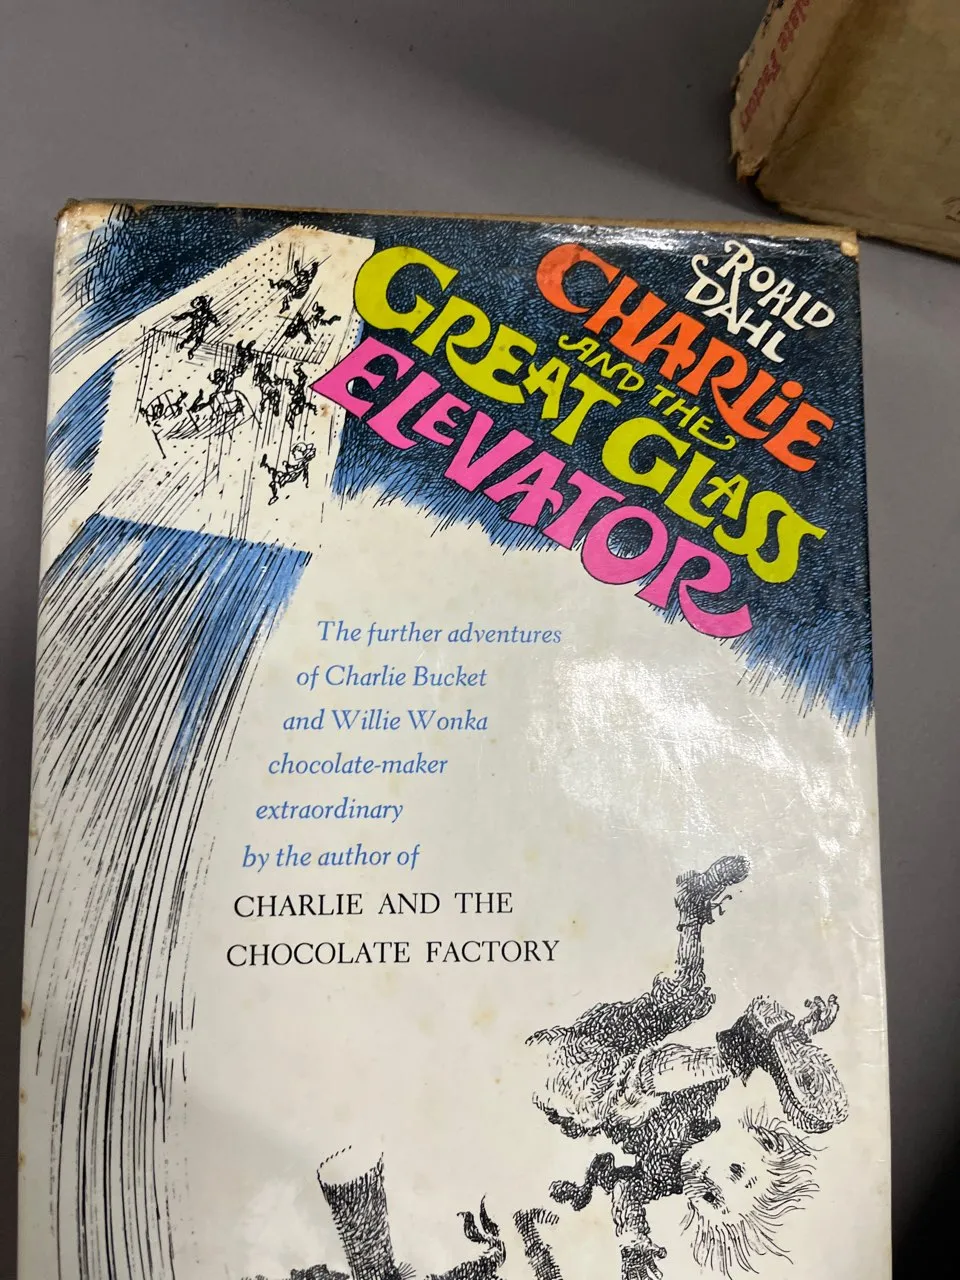 ROALD
DAHL
CHARLIE
AND THE
GREAT GLASS
ELEVATOR
The further adventures
of Charlie Bucket
and Willie Wonka
chocolate-maker
extraordinary
by the author of
CHARLIE AND THE
CHOCOLATE FACTORY
Factory